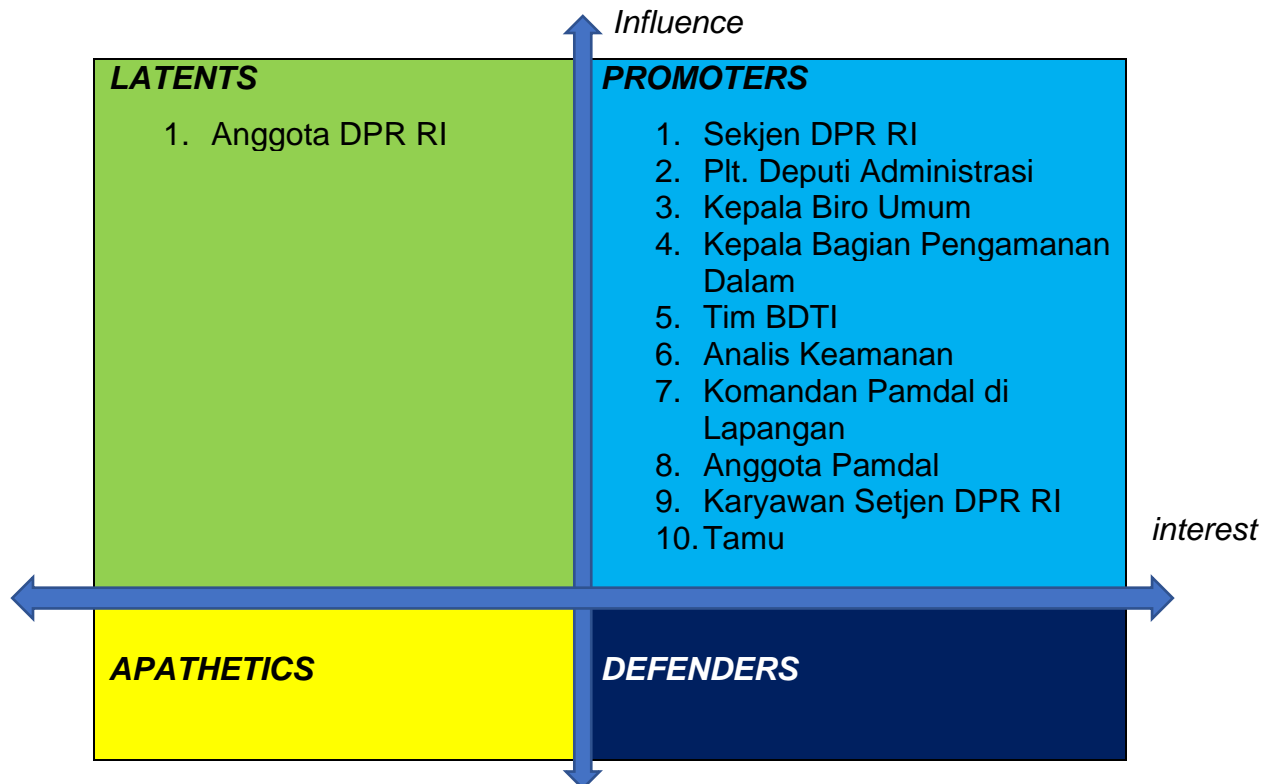 Influence
LATENTS
1. Anggota DPR RI
PROMOTERS
1. Sekjen DPR RI
2. Plt. Deputi Administrasi
3. Kepala Biro Umum
4. Kepala Bagian Pengamanan
Dalam
5. Tim BDTI
6. Analis Keamanan
7. Komandan Pamdal di
Lapangan
8. Anggota Pamdal
9. Karyawan Setjen DPR RI
10. Tamu
interest
APATHETICS
DEFENDERS